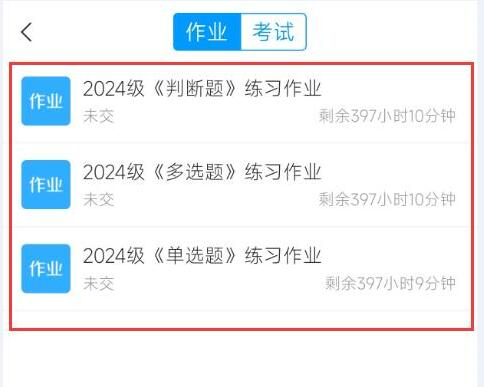 作业 考试
作业 2024级《判断题》练习作业
未交 剩余397小时10分钟
作业 2024级《多选题》练习作业
未交 剩余397小时10分钟
作业 2024级《单选题》练习作业
未交 剩余397小时9分钟